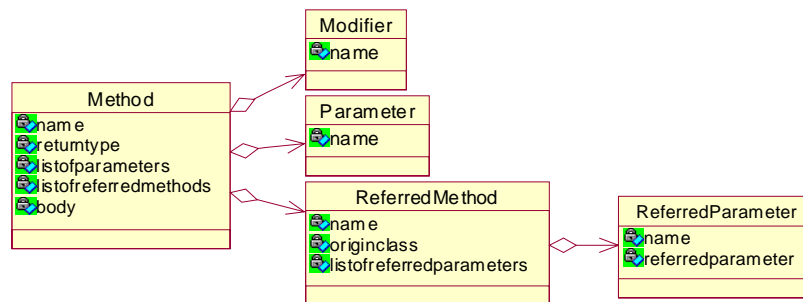 Modifier
name
Method
name
returntype
listofparameters
listofreferredmethods
body
Parameter
name
ReferredMethod
name
originclass
listofreferredparameters
ReferredParameter
name
referredparameter